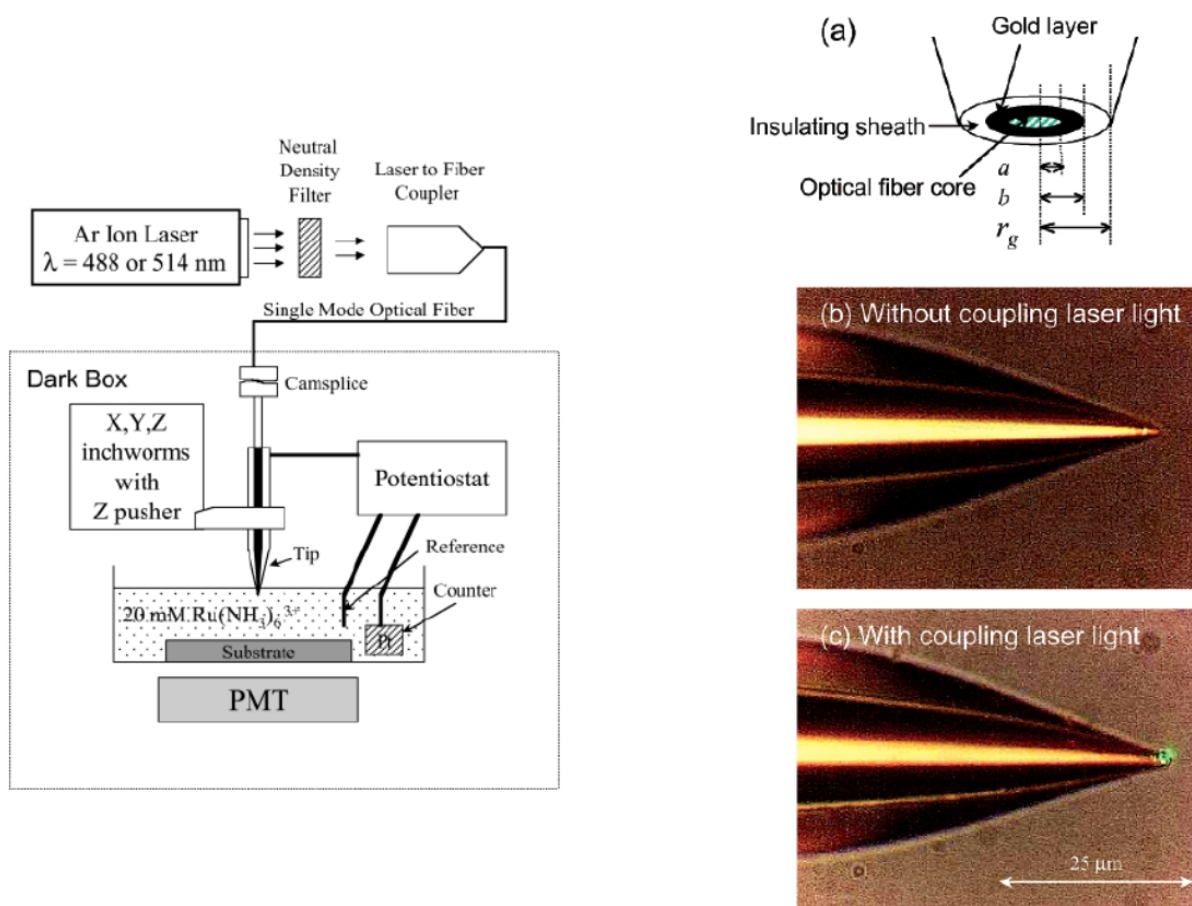 Neutral
Density
Filter
Laser to Fiber
Coupler
Ar Ion Laser
λ = 488 or 514 nm
Single Mode Optical Fiber
Dark Box
Camsplice
X,Y,Z
inchworms
with
Z pusher
Potentiostat
Tip
Reference
Counter
20 mM Ru(NH₃)₆³⁺
Pt
Substrate
PMT
(a)
Gold layer
Insulating sheath
Optical fiber core
a
b
r_g
(b) Without coupling laser light
(c) With coupling laser light
25 μm